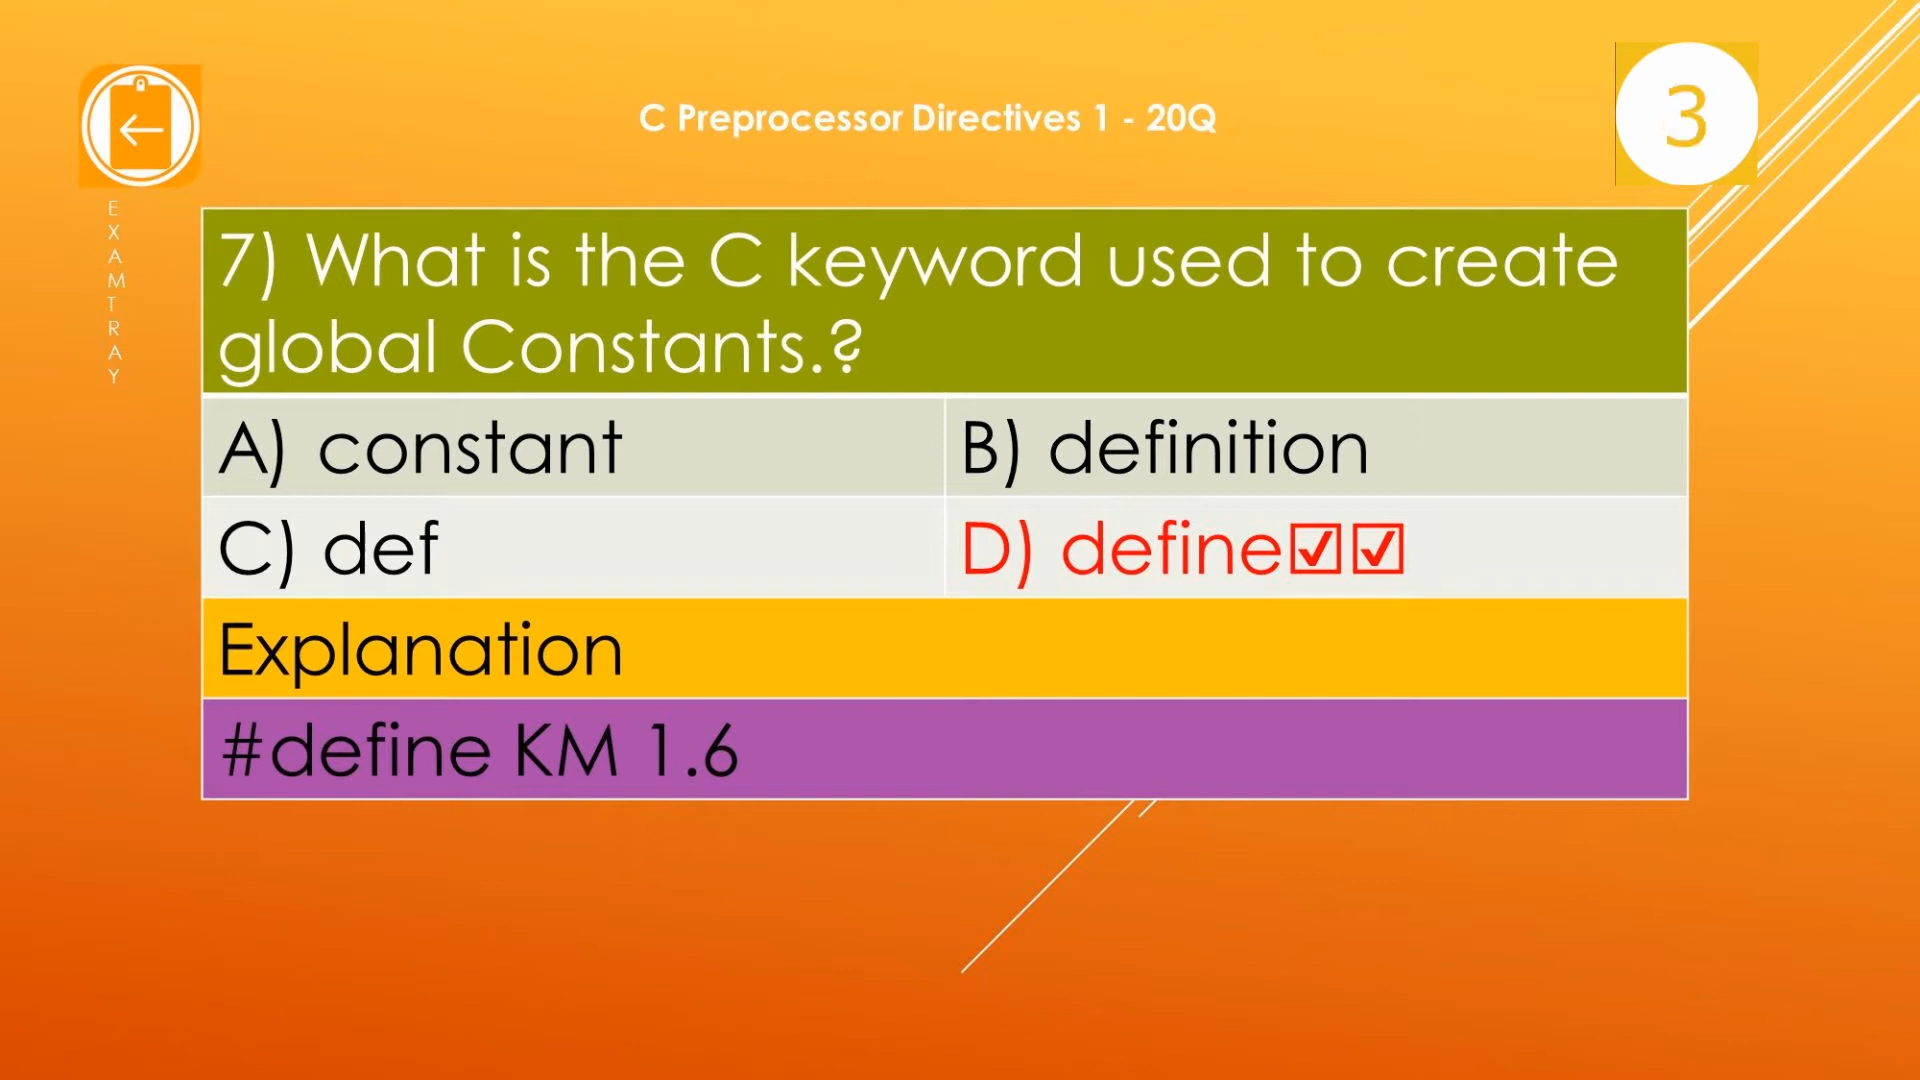 C Preprocessor Directives 1 - 20Q
3
EXAMTRAY
7) What is the C keyword used to create
global Constants.?
A) constant
B) definition
C) def
D) define☑☑
Explanation
#define KM 1.6